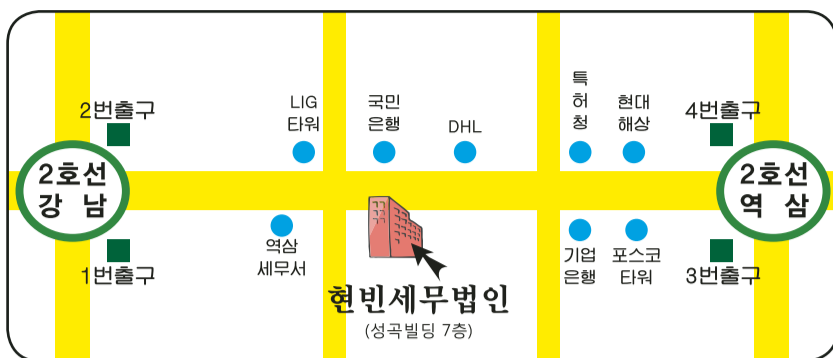 2번출구
LIG
타워
국민
은행
DHL
특
허
청
현대
해상
4번출구
2호선
강 남
2호선
역 삼
역삼
세무서
기업
은행
포스코
타워
1번출구
3번출구
현빈세무법인
(성곡빌딩 7층)